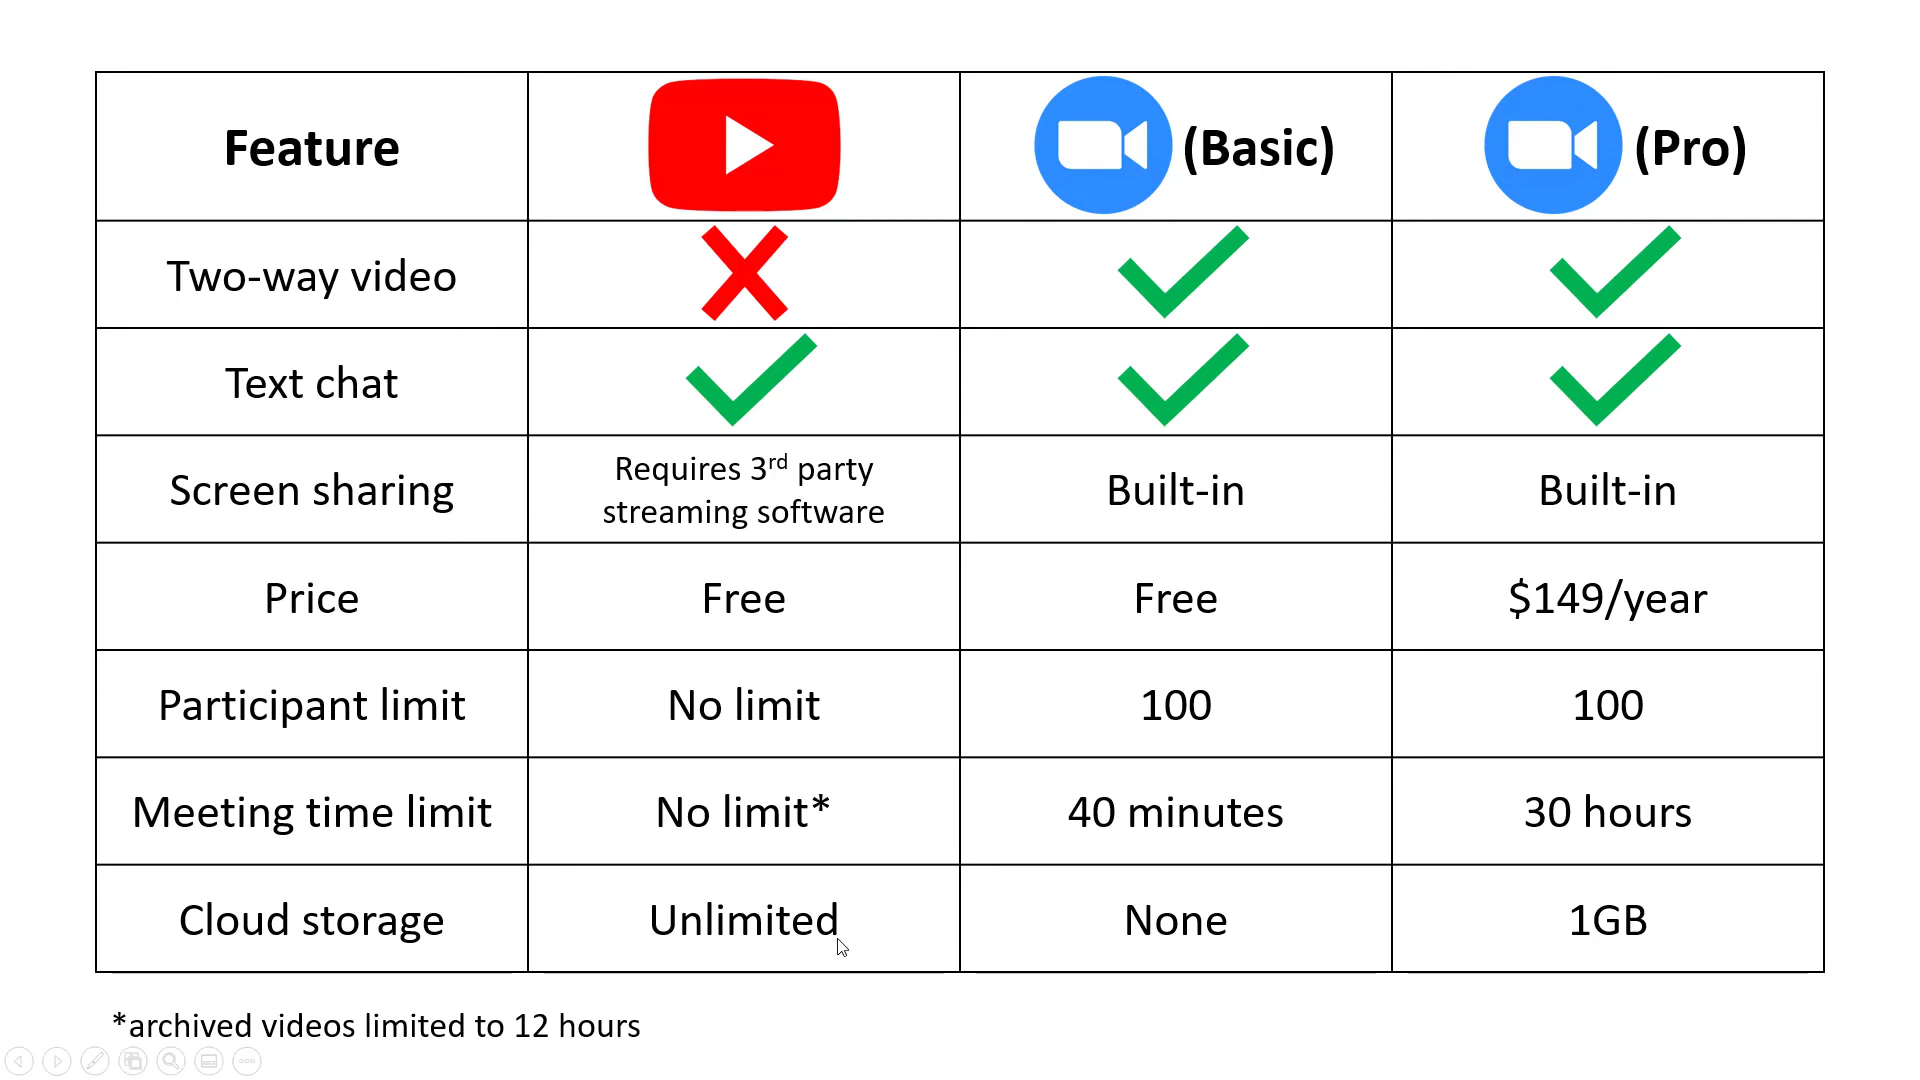 Feature (Basic) (Pro)
Two-way video
Text chat
Screen sharing Requires 3rd party streaming software Built-in Built-in
Price Free Free $149/year
Participant limit No limit 100 100
Meeting time limit No limit* 40 minutes 30 hours
Cloud storage Unlimited None 1GB
*archived videos limited to 12 hours